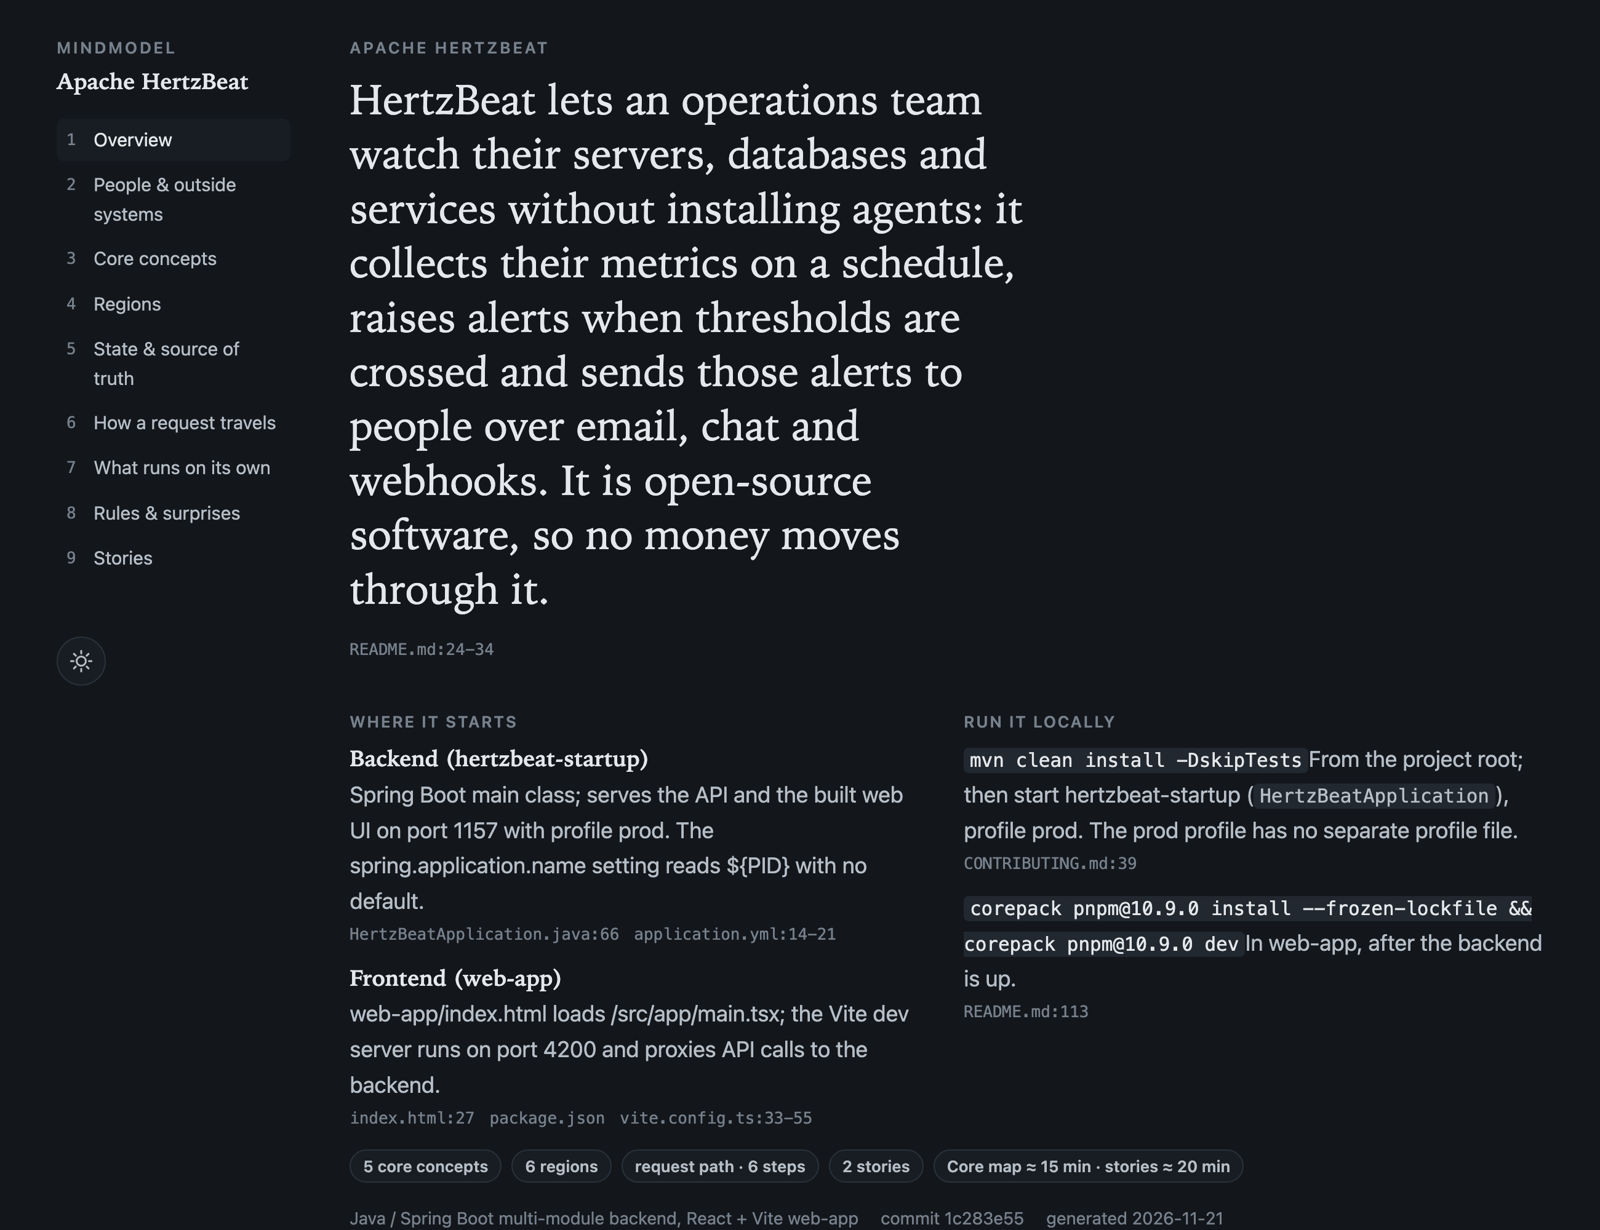 MINDMODEL
Apache HertzBeat
1 Overview
2 People & outside
systems
3 Core concepts
4 Regions
5 State & source of
truth
6 How a request travels
7 What runs on its own
8 Rules & surprises
9 Stories
APACHE HERTZBEAT
HertzBeat lets an operations team
watch their servers, databases and
services without installing agents: it
collects their metrics on a schedule,
raises alerts when thresholds are
crossed and sends those alerts to
people over email, chat and
webhooks. It is open-source
software, so no money moves
through it.
README.md:24–34
WHERE IT STARTS
Backend (hertzbeat-startup)
Spring Boot main class; serves the API and the built web
UI on port 1157 with profile prod. The
spring.application.name setting reads ${PID} with no
default.
HertzBeatApplication.java:66 application.yml:14–21
Frontend (web-app)
web-app/index.html loads /src/app/main.tsx; the Vite dev
server runs on port 4200 and proxies API calls to the
backend.
index.html:27 package.json vite.config.ts:33–55
RUN IT LOCALLY
mvn clean install -DskipTests From the project root;
then start hertzbeat-startup (HertzBeatApplication),
profile prod. The prod profile has no separate profile file.
CONTRIBUTING.md:39
corepack pnpm@10.9.0 install --frozen-lockfile &&
corepack pnpm@10.9.0 dev In web-app, after the backend
is up.
README.md:113
5 core concepts
6 regions
request path · 6 steps
2 stories
Core map ≈ 15 min · stories ≈ 20 min
Java / Spring Boot multi-module backend, React + Vite web-app commit 1c283e55 generated 2026-11-21